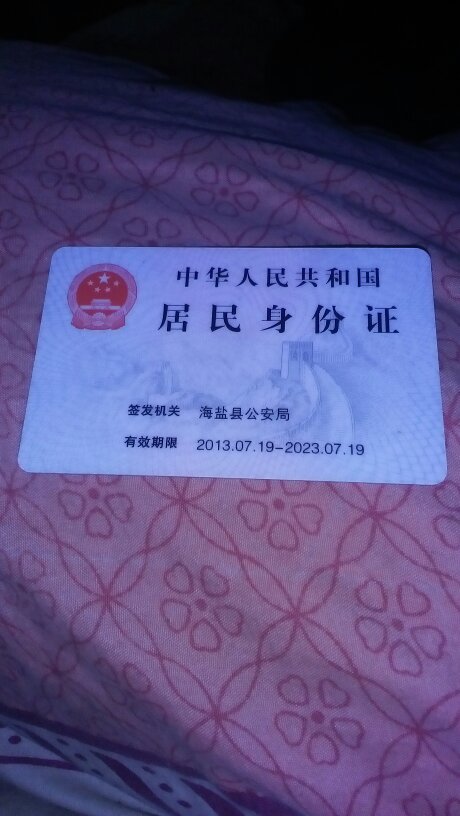 中华人民共和国
居民身份证
签发机关 海盐县公安局
有效期限 2013.07.19-2023.07.19